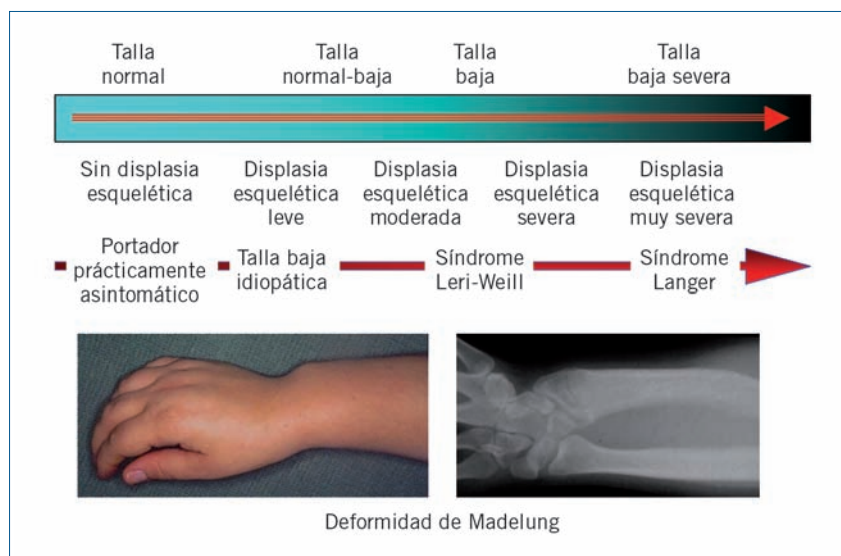 Talla
normal
Talla
normal-baja
Talla
baja
Talla
baja severa
Sin displasia
esquelética
Displasia
esquelética
leve
Displasia
esquelética
moderada
Displasia
esquelética
severa
Displasia
esquelética
muy severa
Portador
prácticamente
asintomático
Talla baja
idiopática
Síndrome
Leri-Weill
Síndrome
Langer
Deformidad de Madelung